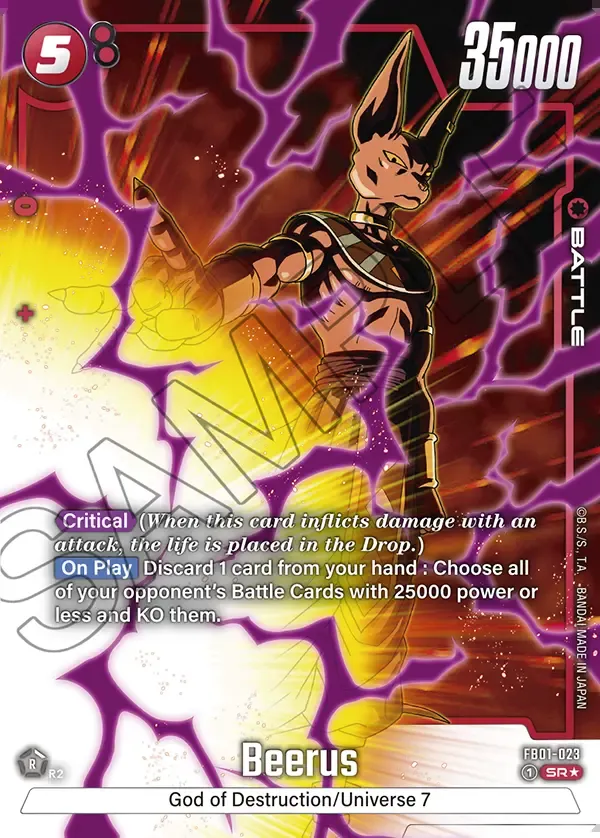 5
35000
0
+
BATTLE
SAMPLE
Critical (When this card inflicts damage with an
attack, the life is placed in the Drop.)
On Play Discard 1 card from your hand : Choose all
of your opponent's Battle Cards with 25000 power or
less and KO them.
©B.S./S., T.A. BANDAI MADE IN JAPAN
R
R2
Beerus
FB01-023
1 SR★
God of Destruction/Universe 7